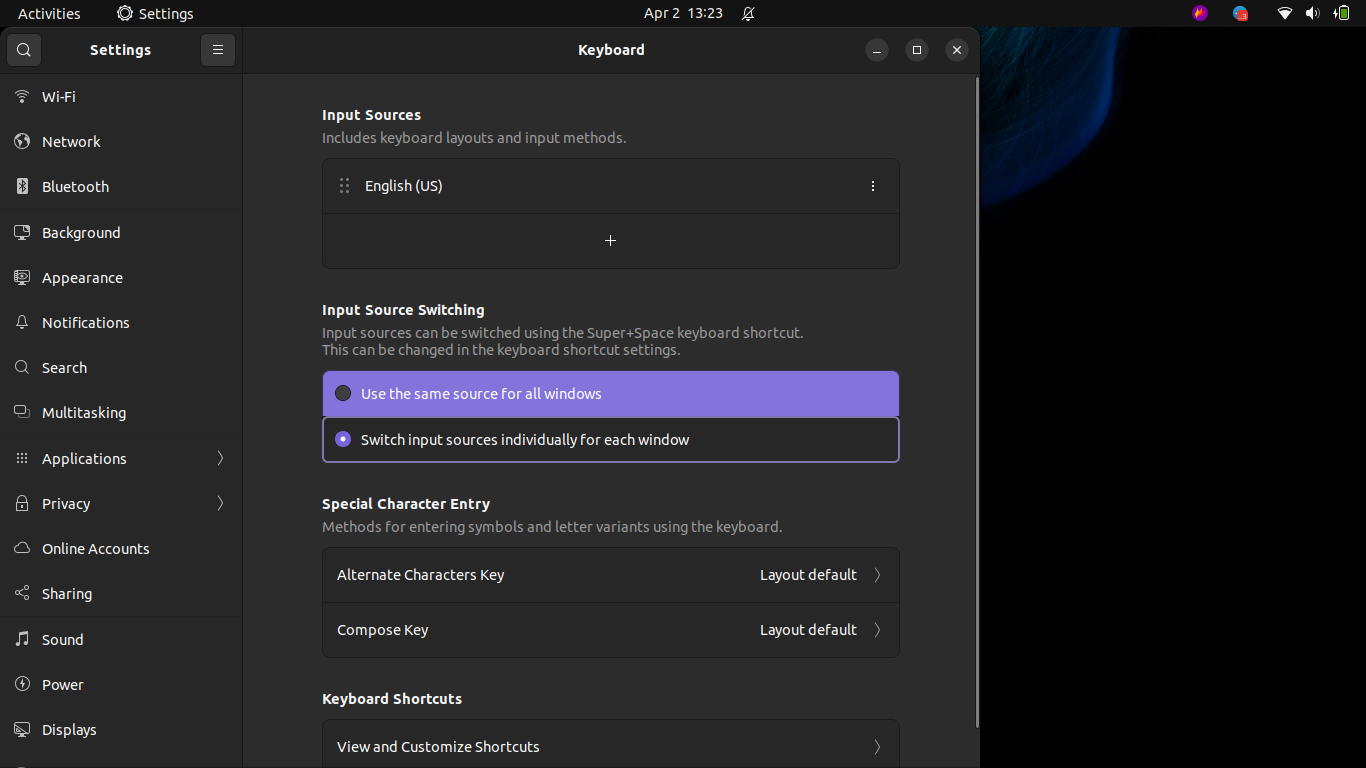 Activities
Settings
Apr 2 13:23
3
Settings
Keyboard
Wi-Fi
Network
Bluetooth
Background
Appearance
Notifications
Search
Multitasking
Applications
Privacy
Online Accounts
Sharing
Sound
Power
Displays
Input Sources
Includes keyboard layouts and input methods.
English (US)
Input Source Switching
Input sources can be switched using the Super+Space keyboard shortcut.
This can be changed in the keyboard shortcut settings.
Use the same source for all windows
Switch input sources individually for each window
Special Character Entry
Methods for entering symbols and letter variants using the keyboard.
Alternate Characters Key Layout default
Compose Key Layout default
Keyboard Shortcuts
View and Customize Shortcuts